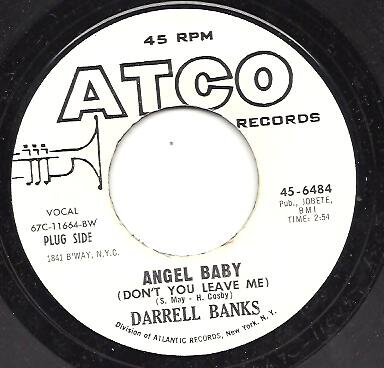 45 RPM
ATCO
RECORDS
VOCAL
67C-11664-BW
PLUG SIDE
1841 B'WAY, N.Y.C.
45-6484
Pub., JOBETE,
BMI
TIME: 2:54
ANGEL BABY
(DON'T YOU LEAVE ME)
(S. May - H. Cosby)
DARRELL BANKS
Division of ATLANTIC RECORDS, New York, N. Y.